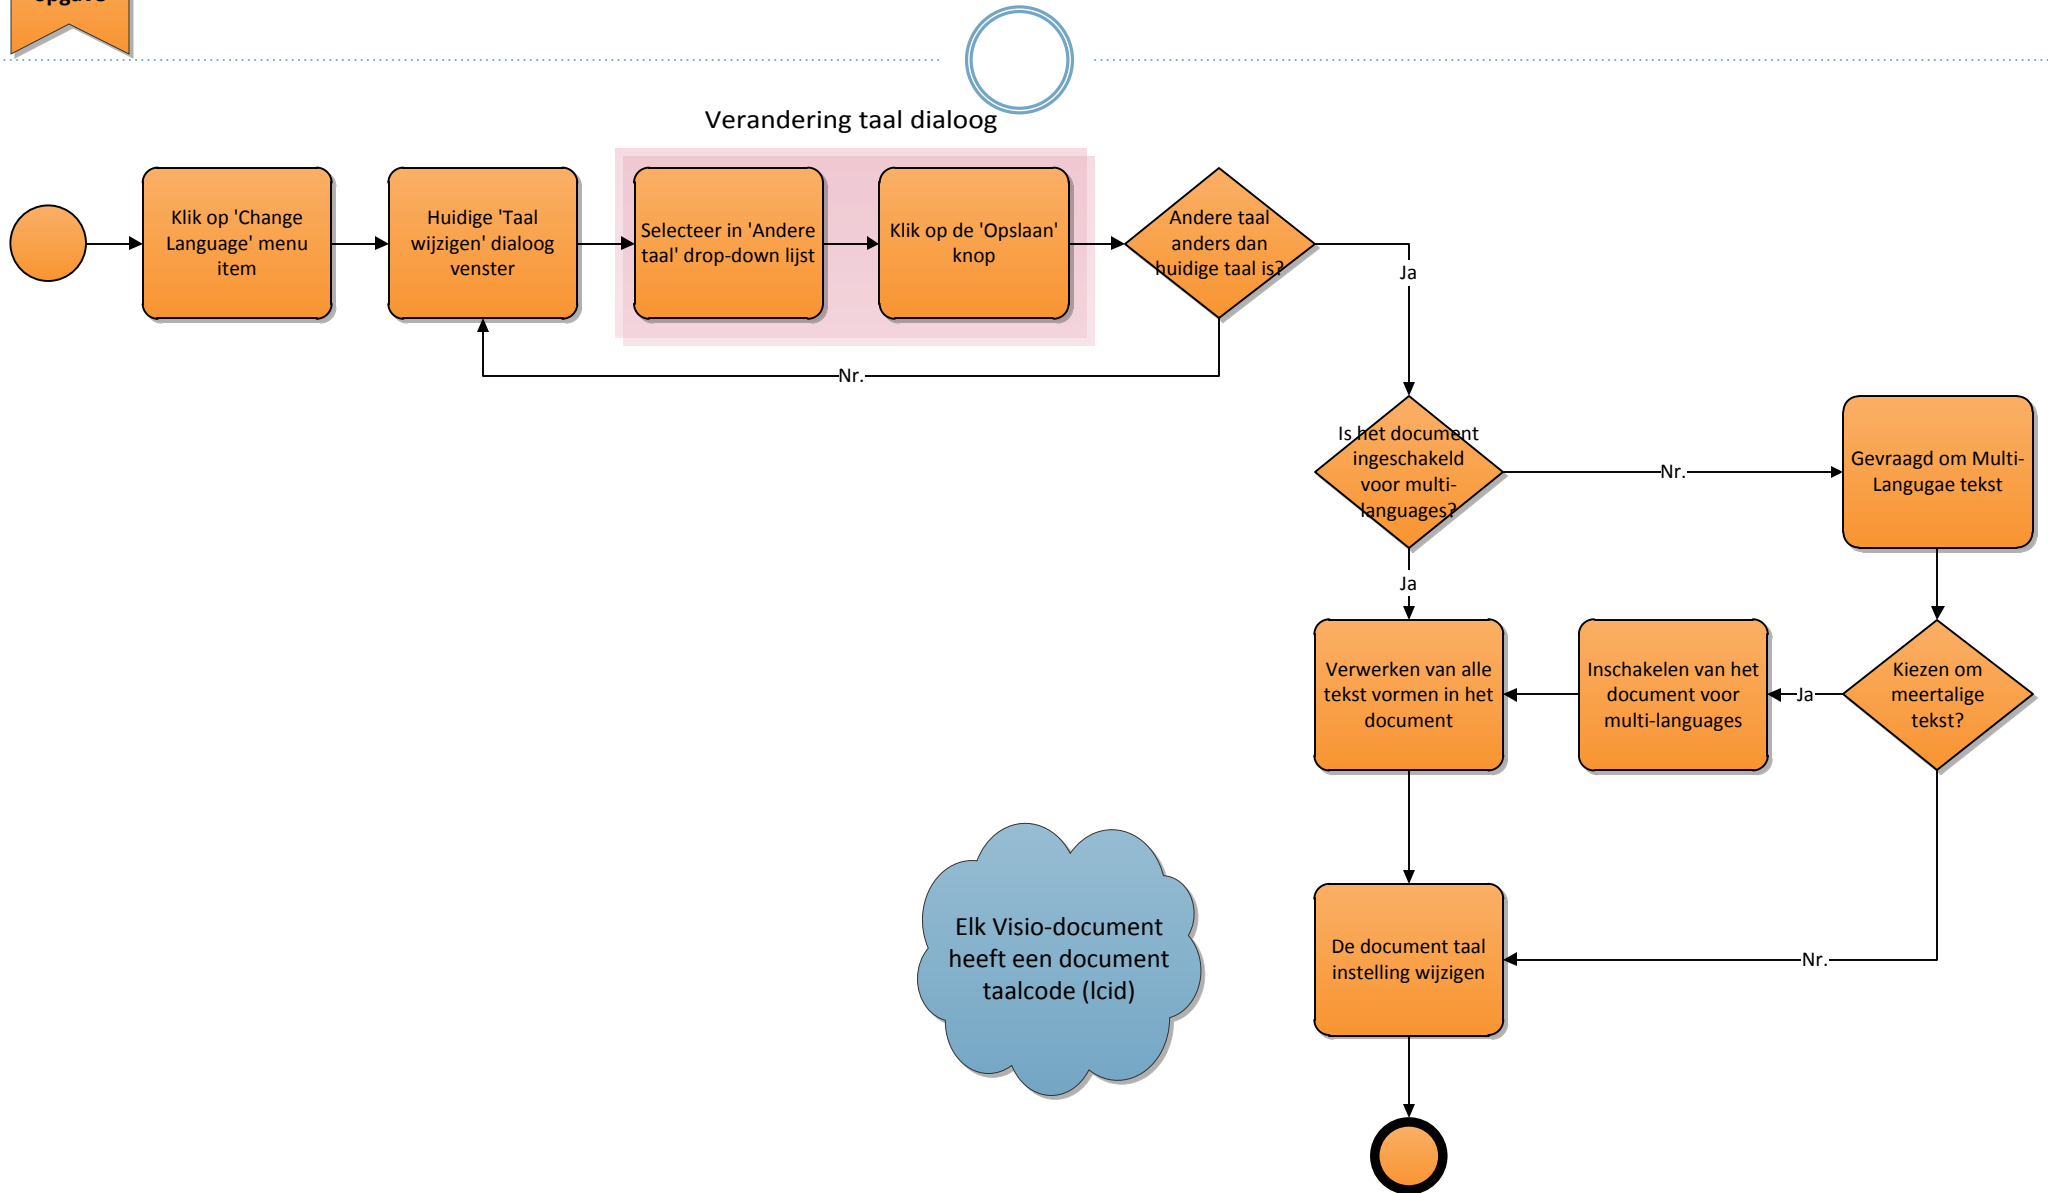 Verandering taal dialoog
Klik op 'Change
Language' menu
item
Huidige 'Taal
wijzigen' dialoog
venster
Selecteer in 'Andere
taal' drop-down lijst
Klik op de 'Opslaan'
knop
Andere taal
anders dan
huidige taal is?
Ja
Nr.
Is het document
ingeschakeld
voor multi-
languages?
Nr.
Gevraagd om Multi-
Langugae tekst
Ja
Verwerken van alle
tekst vormen in het
document
Inschakelen van het
document voor
multi-languages
Ja
Kiezen om
meertalige
tekst?
Elk Visio-document
heeft een document
taalcode (lcid)
De document taal
instelling wijzigen
Nr.